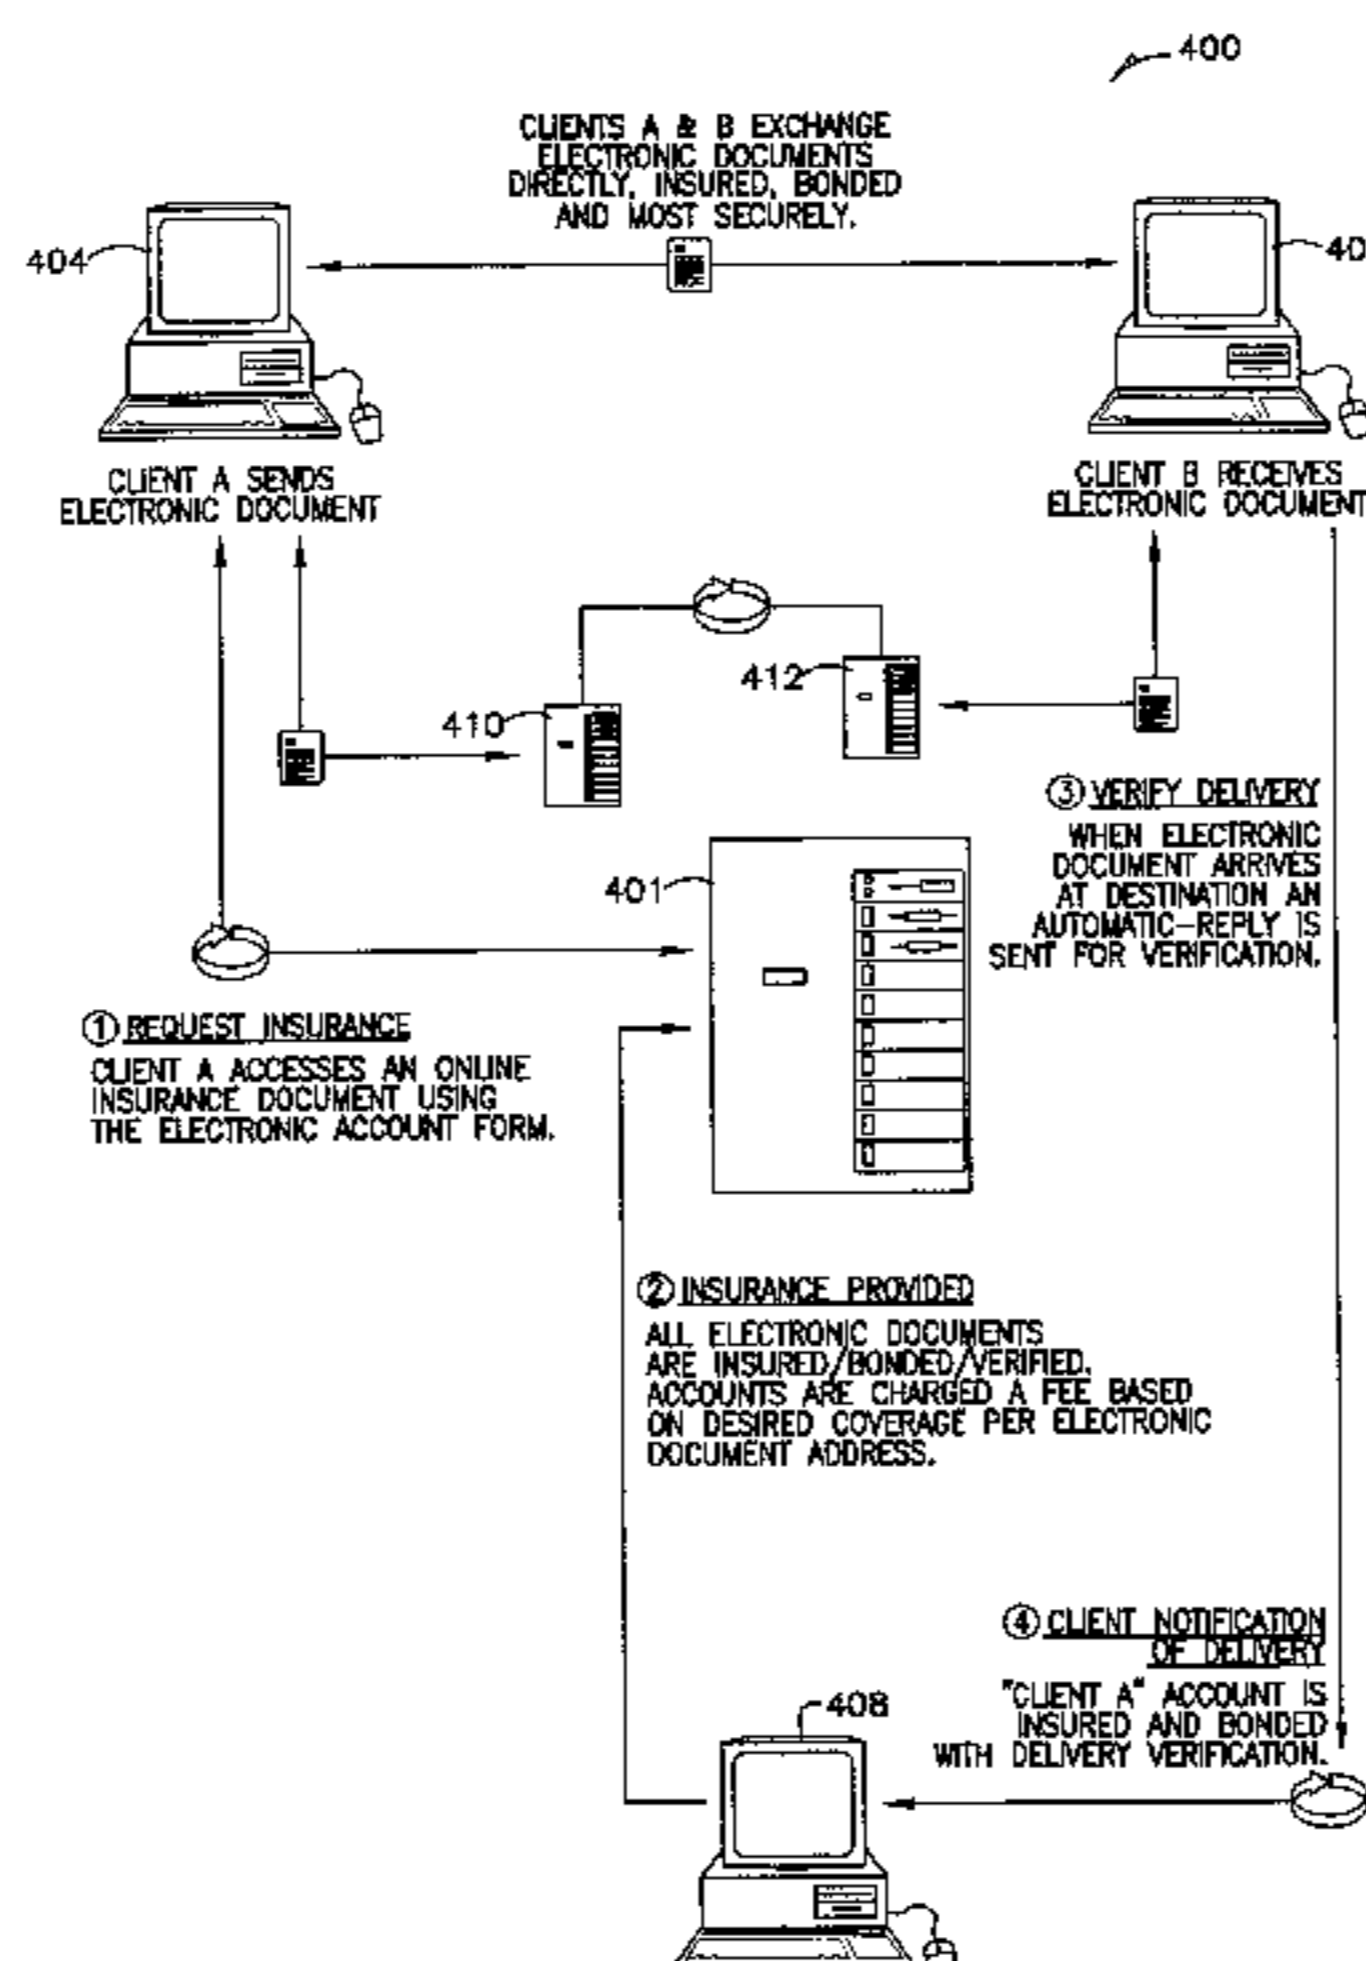 400
CLIENTS A & B EXCHANGE
ELECTRONIC DOCUMENTS
DIRECTLY, INSURED, BONDED
AND MOST SECURELY.
404
40
CLIENT A SENDS
ELECTRONIC DOCUMENT
CLIENT B RECEIVES
ELECTRONIC DOCUMENT
412
410
401
③ VERIFY DELIVERY
WHEN ELECTRONIC
DOCUMENT ARRIVES
AT DESTINATION AN
AUTOMATIC-REPLY IS
SENT FOR VERIFICATION.
① REQUEST INSURANCE
CLIENT A ACCESSES AN ONLINE
INSURANCE DOCUMENT USING
THE ELECTRONIC ACCOUNT FORM.
② INSURANCE PROVIDED
ALL ELECTRONIC DOCUMENTS
ARE INSURED/BONDED/VERIFIED.
ACCOUNTS ARE CHARGED A FEE BASED
ON DESIRED COVERAGE PER ELECTRONIC
DOCUMENT ADDRESS.
④ CLIENT NOTIFICATION
OF DELIVERY
"CLIENT A" ACCOUNT IS
INSURED AND BONDED
WITH DELIVERY VERIFICATION.
408